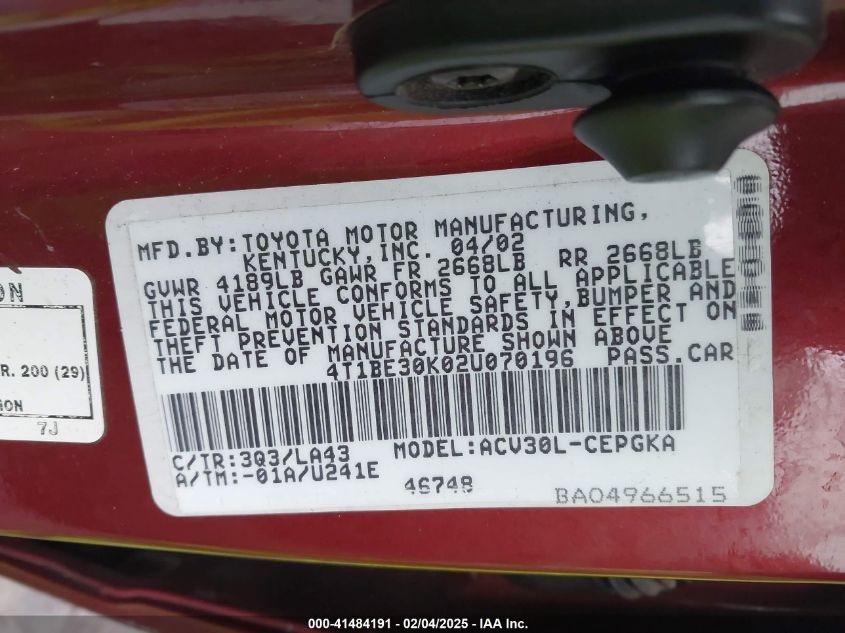 MFD.BY:TOYOTA MOTOR MANUFACTURING,
KENTUCKY,INC. 04/02
GVWR 4189LB GAWR FR 2668LB RR 2668LB
THIS VEHICLE CONFORMS TO ALL APPLICABLE
FEDERAL MOTOR VEHICLE SAFETY,BUMPER AND
THEFT PREVENTION STANDARDS IN EFFECT ON
THE DATE OF MANUFACTURE SHOWN ABOVE
4T1BE30K02U070196 PASS.CAR
C/TR:3Q3/LA43 MODEL:ACV30L-CEPGKA
A/TM:-01A/U241E
46748
BA04966515
ON
R. 200 (29)
ION
7J
000-41484191 - 02/04/2025 - IAA Inc.